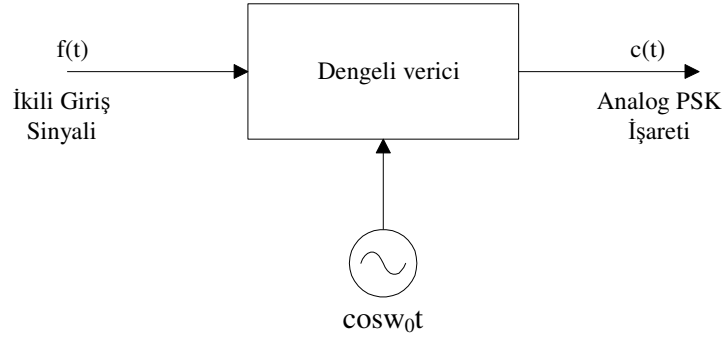 f(t)
Dengeli verici
c(t)
İkili Giriş
Sinyali
Analog PSK
İşareti
cosw₀t